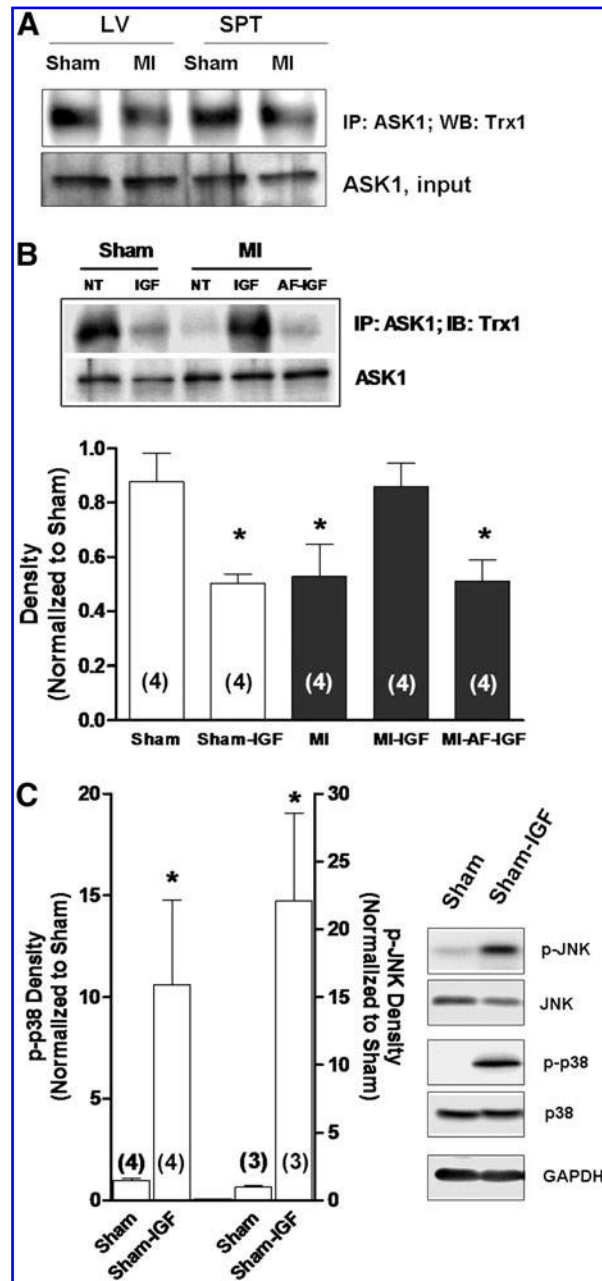 A
LV SPT
Sham MI Sham MI
IP: ASK1; WB: Trx1
ASK1, input
B
Sham MI
NT IGF NT IGF AF-IGF
IP: ASK1; IB: Trx1
ASK1
Density
(Normalized to Sham)
1.0
0.8
0.6
0.4
0.2
0.0
* * *
(4) (4) (4) (4) (4)
Sham Sham-IGF MI MI-IGF MI-AF-IGF
C
p-p38 Density
(Normalized to Sham)
20
15
10
5
0
* *
(4) (4) (3) (3)
Sham Sham-IGF Sham Sham-IGF
30
25
20
15
10
5
0
p-JNK Density
(Normalized to Sham)
Sham Sham-IGF
p-JNK
JNK
p-p38
p38
GAPDH